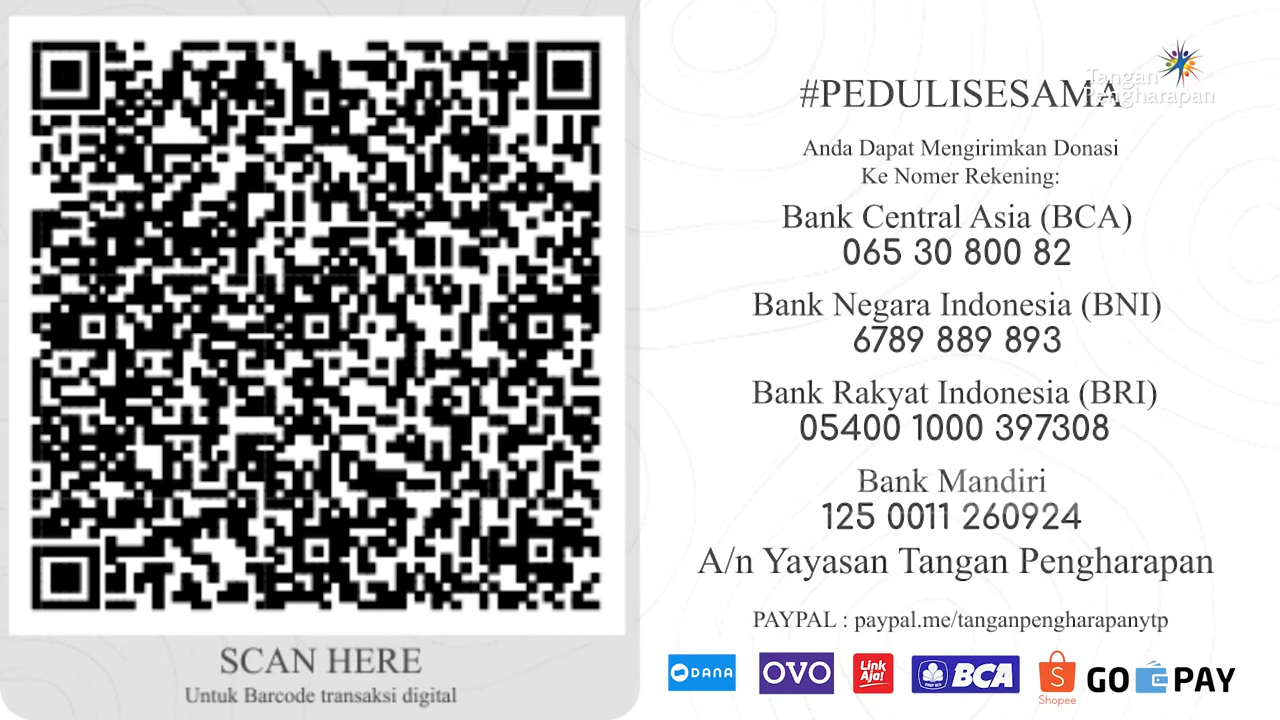 Tangan
Pengharapan
#PEDULISESAMA
Anda Dapat Mengirimkan Donasi
Ke Nomer Rekening:
Bank Central Asia (BCA)
065 30 800 82
Bank Negara Indonesia (BNI)
6789 889 893
Bank Rakyat Indonesia (BRI)
05400 1000 397308
Bank Mandiri
125 0011 260924
A/n Yayasan Tangan Pengharapan
PAYPAL : paypal.me/tanganpengharapanytp
DANA OVO Link Aja! BCA Shopee GO PAY
SCAN HERE
Untuk Barcode transaksi digital